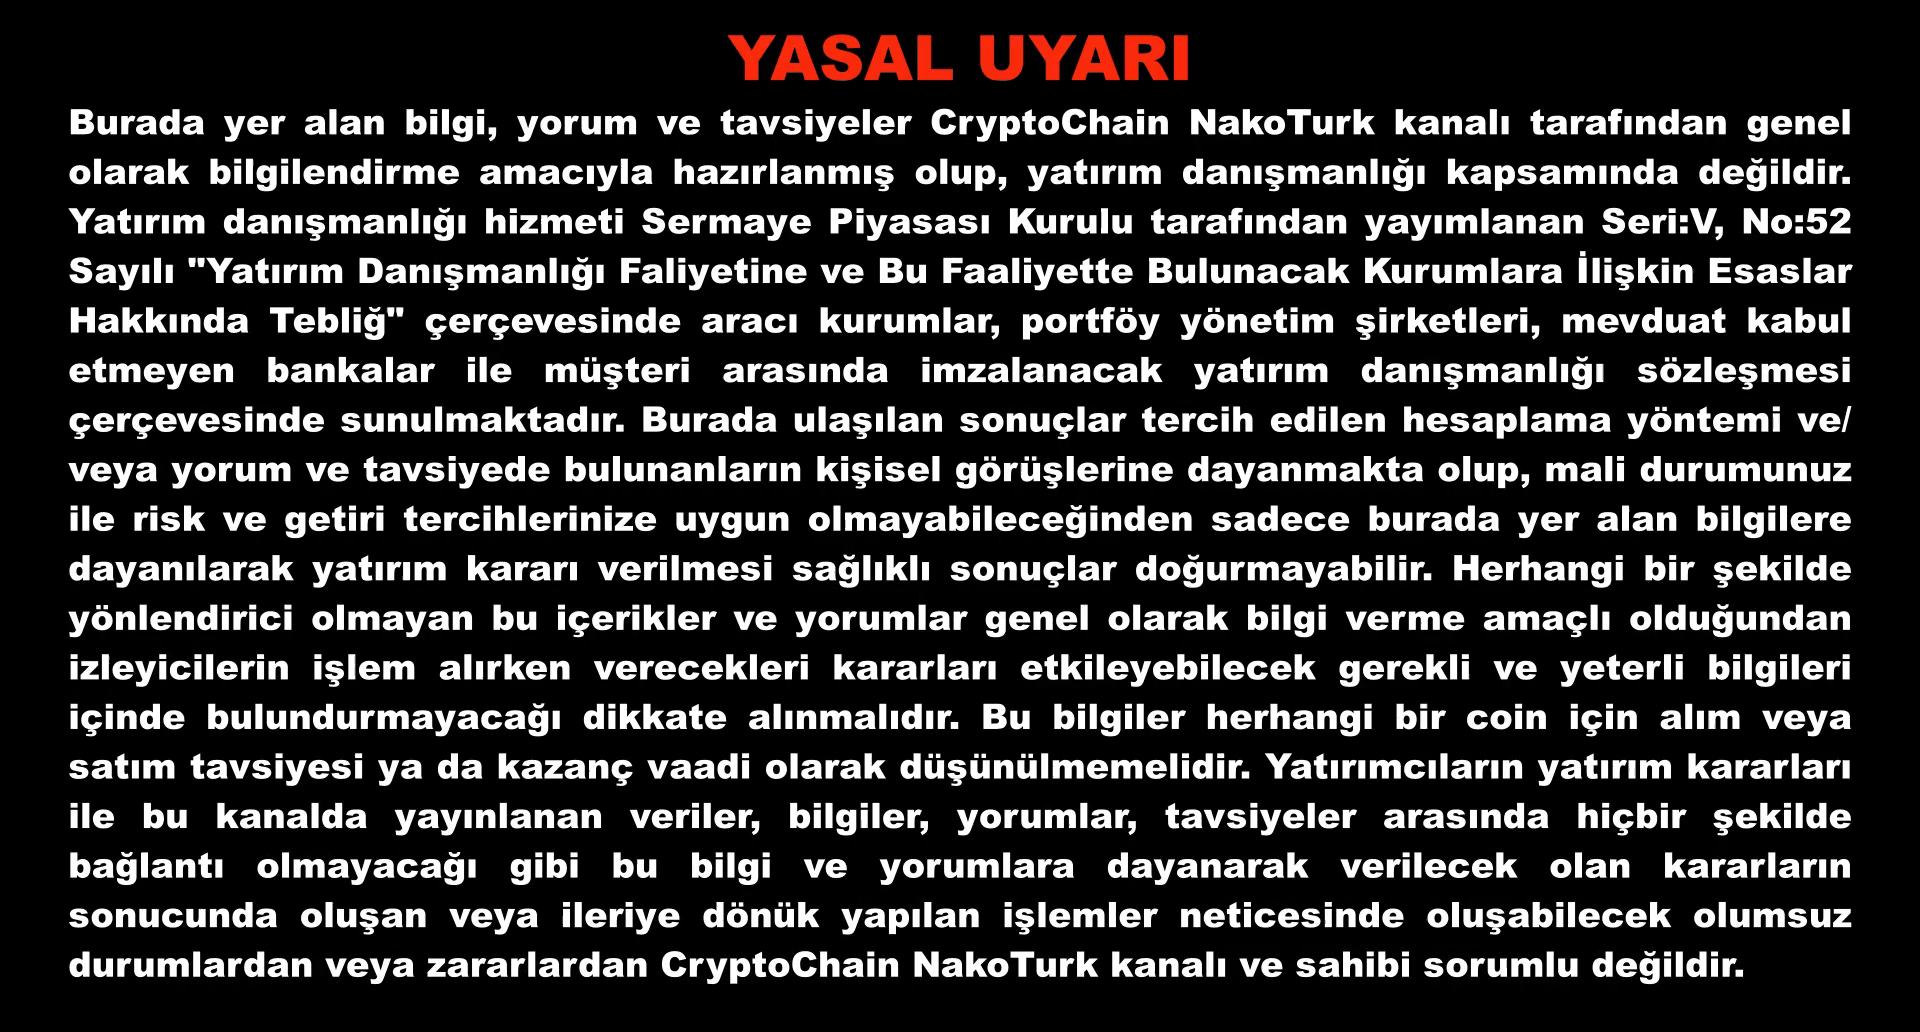 YASAL UYARI
Burada yer alan bilgi, yorum ve tavsiyeler CryptoChain NakoTurk kanalı tarafından genel
olarak bilgilendirme amacıyla hazırlanmış olup, yatırım danışmanlığı kapsamında değildir.
Yatırım danışmanlığı hizmeti Sermaye Piyasası Kurulu tarafından yayımlanan Seri:V, No:52
Sayılı "Yatırım Danışmanlığı Faliyetine ve Bu Faaliyette Bulunacak Kurumlara İlişkin Esaslar
Hakkında Tebliğ" çerçevesinde aracı kurumlar, portföy yönetim şirketleri, mevduat kabul
etmeyen bankalar ile müşteri arasında imzalanacak yatırım danışmanlığı sözleşmesi
çerçevesinde sunulmaktadır. Burada ulaşılan sonuçlar tercih edilen hesaplama yöntemi ve/
veya yorum ve tavsiyede bulunanların kişisel görüşlerine dayanmakta olup, mali durumunuz
ile risk ve getiri tercihlerinize uygun olmayabileceğinden sadece burada yer alan bilgilere
dayanılarak yatırım kararı verilmesi sağlıklı sonuçlar doğurmayabilir. Herhangi bir şekilde
yönlendirici olmayan bu içerikler ve yorumlar genel olarak bilgi verme amaçlı olduğundan
izleyicilerin işlem alırken verecekleri kararları etkileyebilecek gerekli ve yeterli bilgileri
içinde bulundurmayacağı dikkate alınmalıdır. Bu bilgiler herhangi bir coin için alım veya
satım tavsiyesi ya da kazanç vaadi olarak düşünülmemelidir. Yatırımcıların yatırım kararları
ile bu kanalda yayınlanan veriler, bilgiler, yorumlar, tavsiyeler arasında hiçbir şekilde
bağlantı olmayacağı gibi bu bilgi ve yorumlara dayanarak verilecek olan kararların
sonucunda oluşan veya ileriye dönük yapılan işlemler neticesinde oluşabilecek olumsuz
durumlardan veya zararlardan CryptoChain NakoTurk kanalı ve sahibi sorumlu değildir.